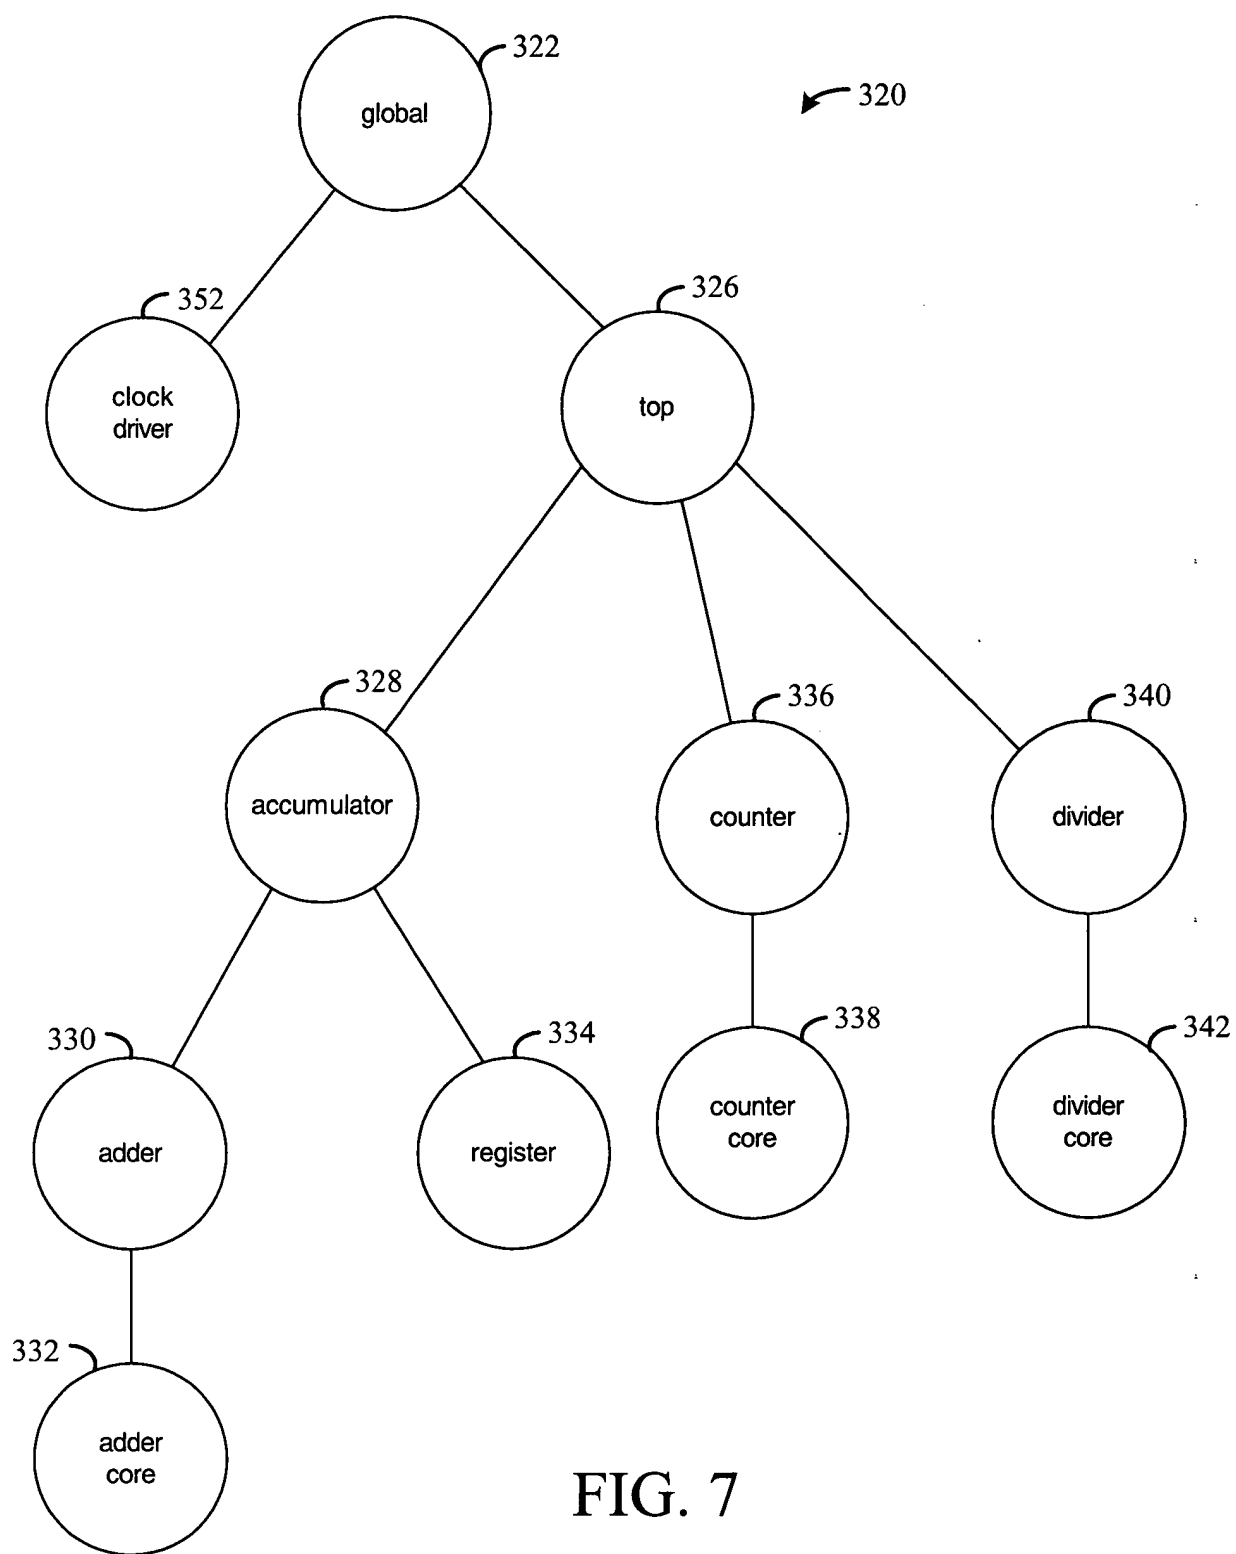 322
global
320
352
326
clock
driver
top
328
336
340
accumulator
counter
divider
330
334
338
342
adder
register
counter
core
divider
core
332
adder
core
FIG. 7